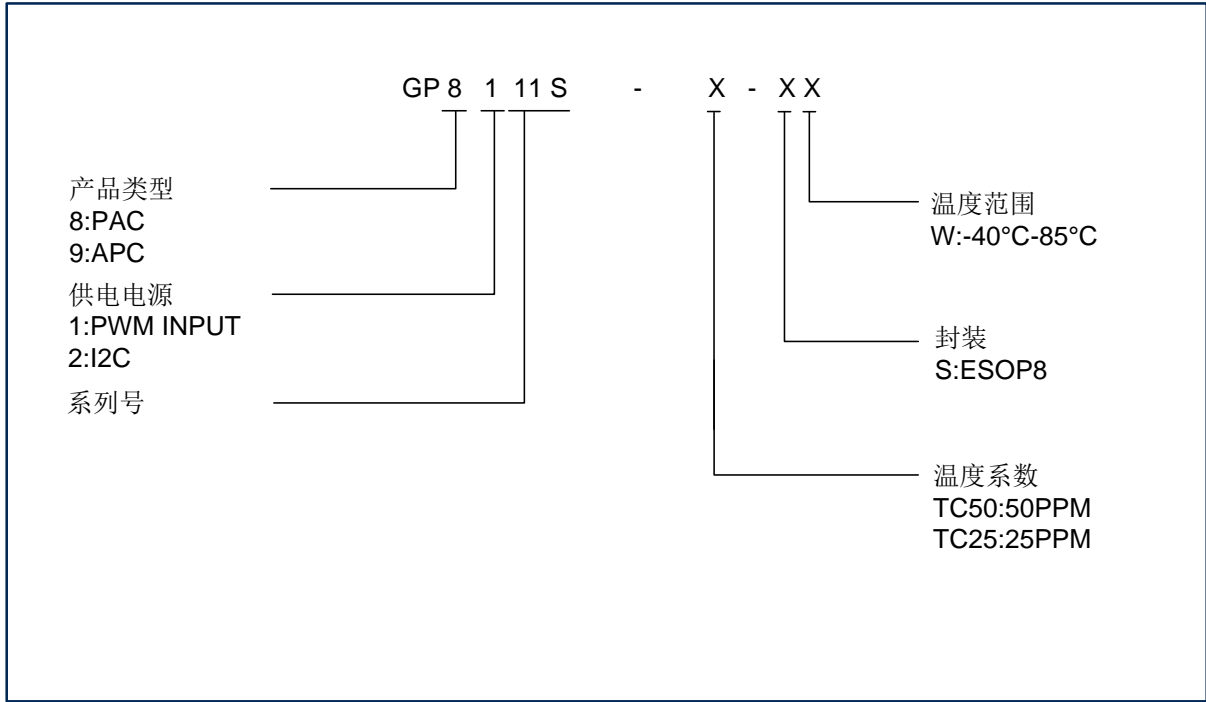 GP 8 1 11 S - X - X X
产品类型
8:PAC
9:APC
供电电源
1:PWM INPUT
2:I2C
系列号
温度范围
W:-40°C-85°C
封装
S:ESOP8
温度系数
TC50:50PPM
TC25:25PPM